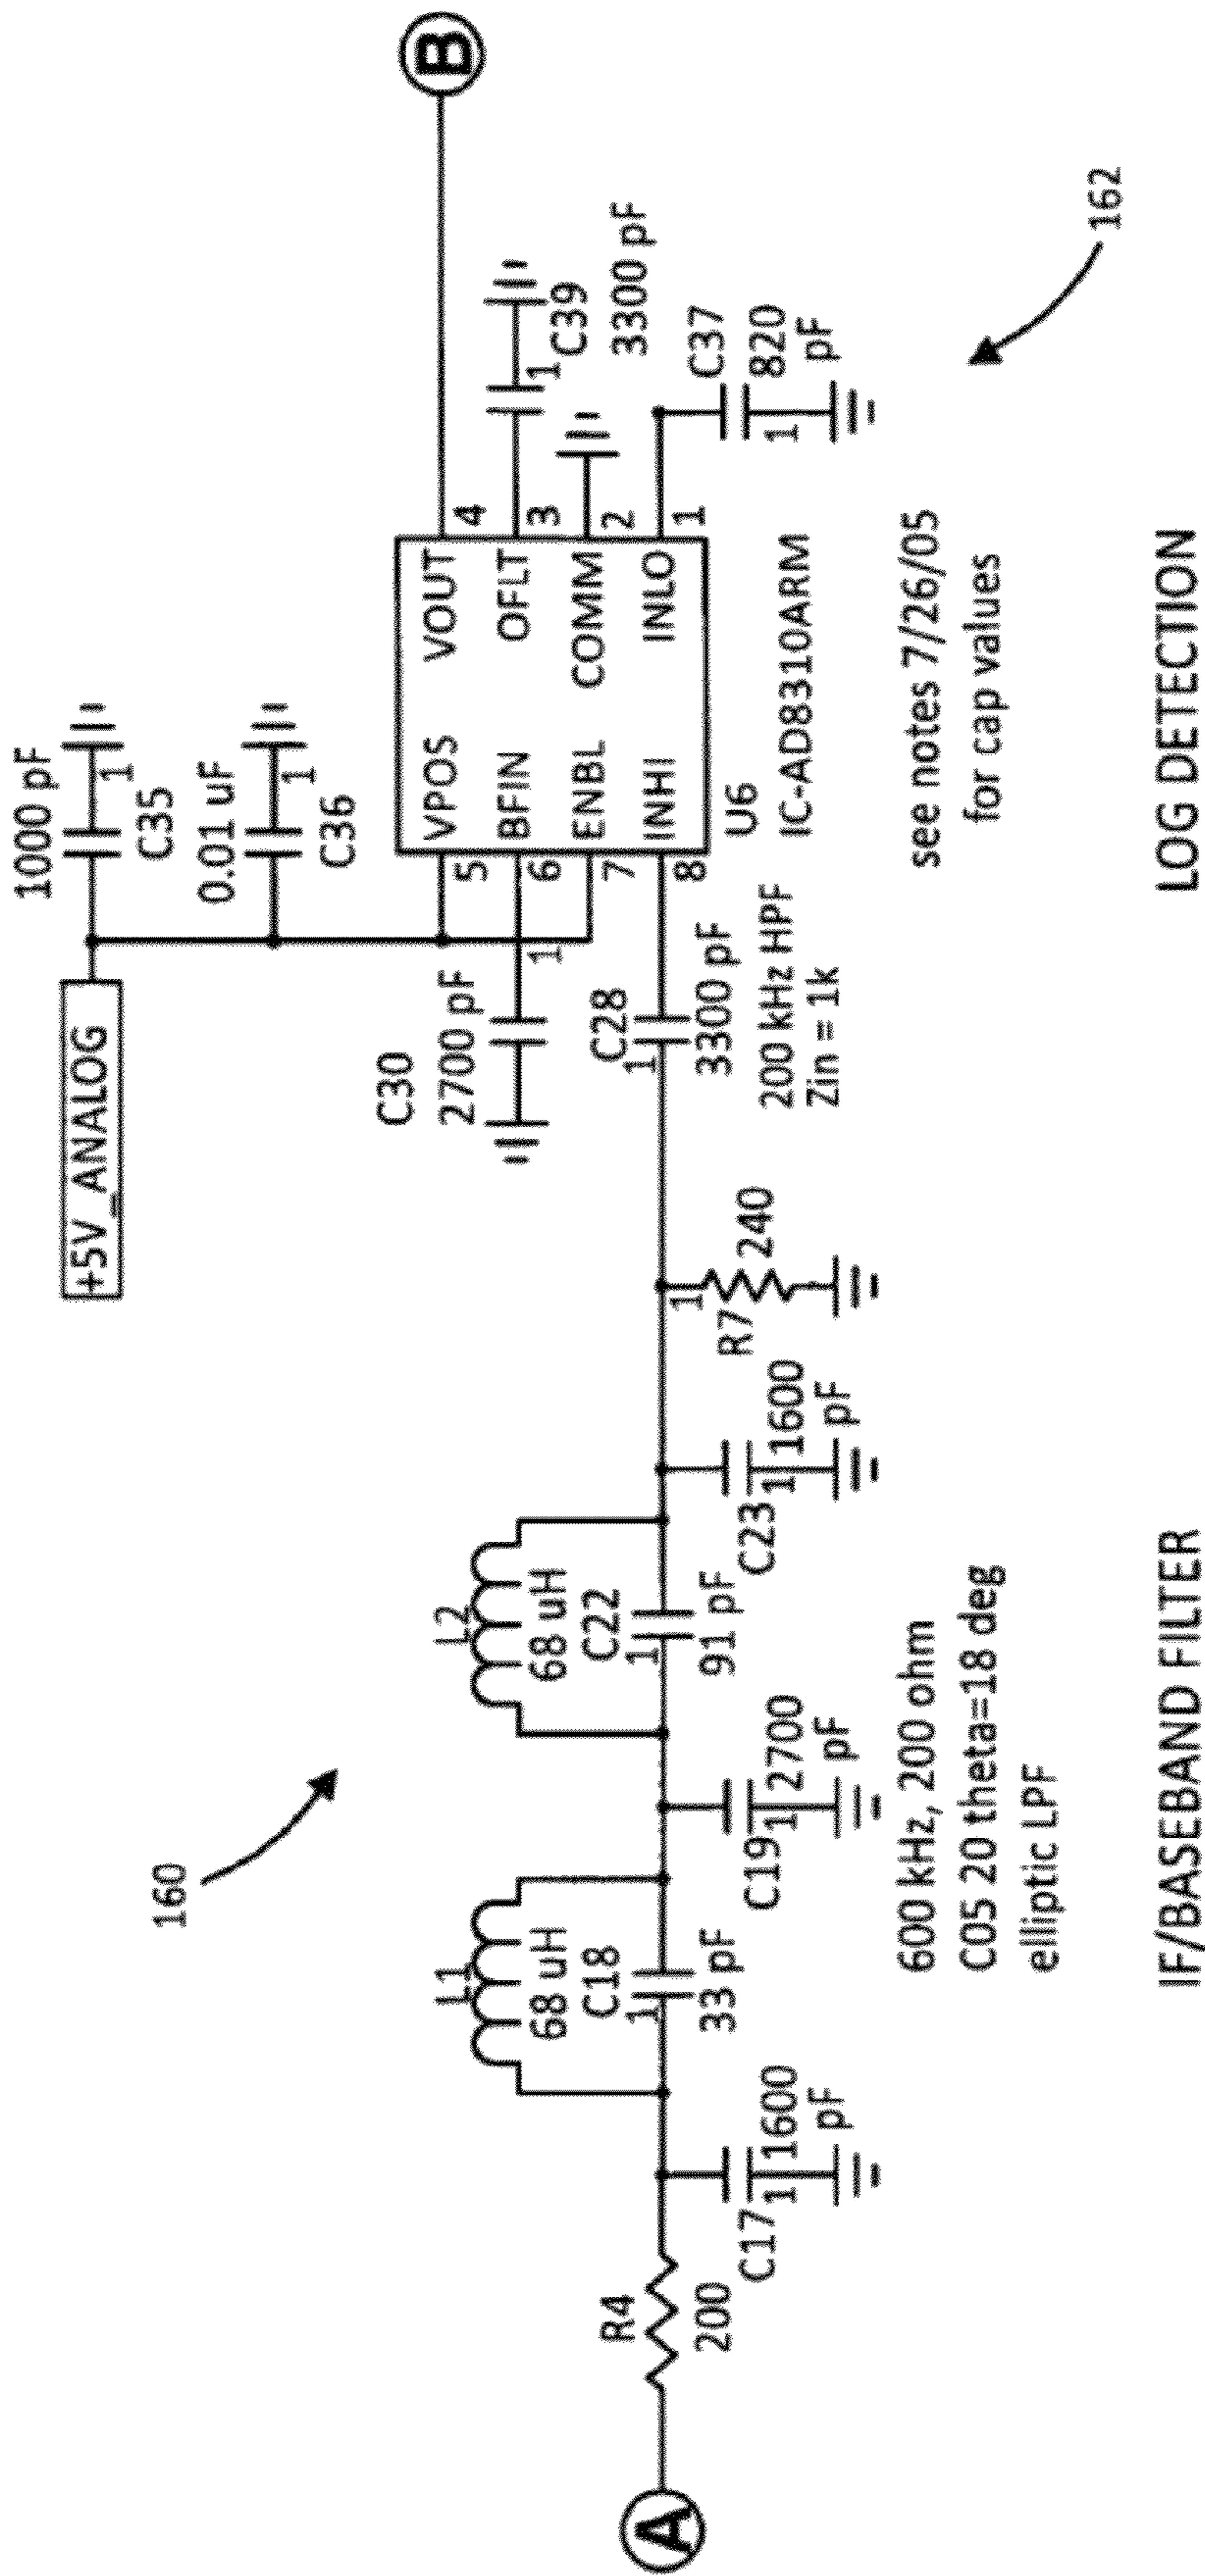 +5V_ANALOG
1000 pF
1
C35
0.01 uF
1
C36
B
C30
2700 pF
1
VPOS
VOUT
5
4
BFIN
OFLT
6
3
ENBL
COMM
7
2
INHI
INLO
8
1
1
C39
3300 pF
C37
820
pF
1
U6
IC-AD8310ARM
160
162
A
R4
200
C17
1
1600
pF
L1
68 uH
C18
1
33 pF
C19
1
2700
pF
L2
68 uH
C22
1
91 pF
C23
1
1600
pF
1
R7
240
C28
1
3300 pF
200 kHz HPF
Zin = 1k
600 kHz, 200 ohm
C05 20 theta=18 deg
elliptic LPF
see notes 7/26/05
for cap values
IF/BASEBAND FILTER
LOG DETECTION